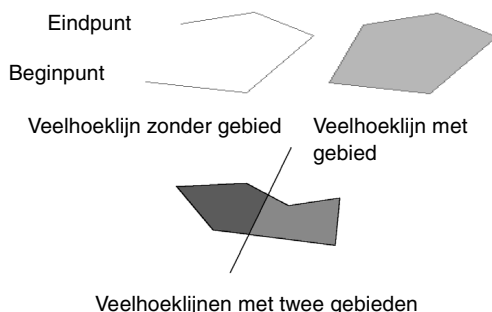 Eindpunt
Beginpunt
Veelhoeklijn zonder gebied
Veelhoeklijn met
gebied
Veelhoeklijnen met twee gebieden